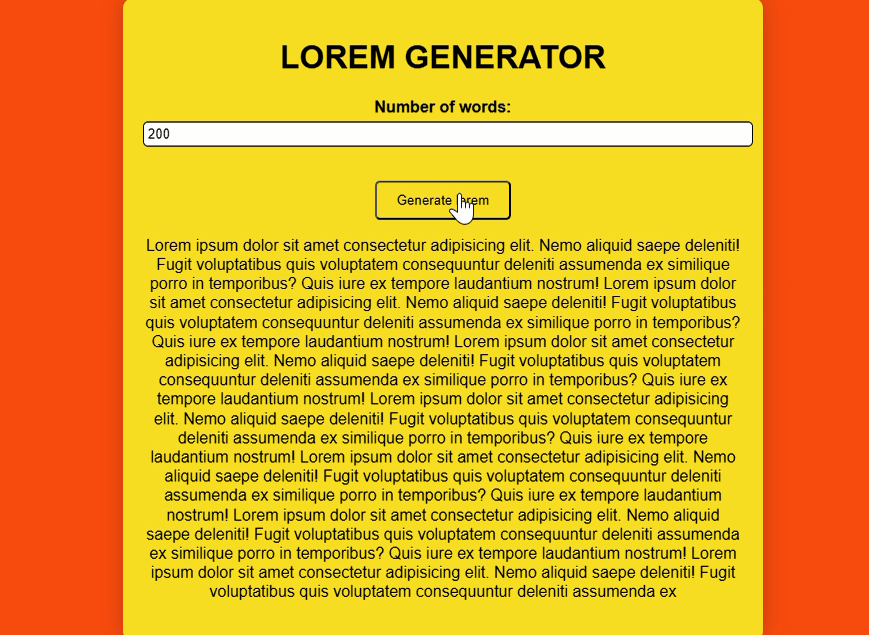 LOREM GENERATOR
Number of words:
200
Generate lorem
Lorem ipsum dolor sit amet consectetur adipisicing elit. Nemo aliquid saepe deleniti!
Fugit voluptatibus quis voluptatem consequuntur deleniti assumenda ex similique
porro in temporibus? Quis iure ex tempore laudantium nostrum! Lorem ipsum dolor
sit amet consectetur adipisicing elit. Nemo aliquid saepe deleniti! Fugit voluptatibus
quis voluptatem consequuntur deleniti assumenda ex similique porro in temporibus?
Quis iure ex tempore laudantium nostrum! Lorem ipsum dolor sit amet consectetur
adipisicing elit. Nemo aliquid saepe deleniti! Fugit voluptatibus quis voluptatem
consequuntur deleniti assumenda ex similique porro in temporibus? Quis iure ex
tempore laudantium nostrum! Lorem ipsum dolor sit amet consectetur adipisicing
elit. Nemo aliquid saepe deleniti! Fugit voluptatibus quis voluptatem consequuntur
deleniti assumenda ex similique porro in temporibus? Quis iure ex tempore
laudantium nostrum! Lorem ipsum dolor sit amet consectetur adipisicing elit. Nemo
aliquid saepe deleniti! Fugit voluptatibus quis voluptatem consequuntur deleniti
assumenda ex similique porro in temporibus? Quis iure ex tempore laudantium
nostrum! Lorem ipsum dolor sit amet consectetur adipisicing elit. Nemo aliquid
saepe deleniti! Fugit voluptatibus quis voluptatem consequuntur deleniti assumenda
ex similique porro in temporibus? Quis iure ex tempore laudantium nostrum! Lorem
ipsum dolor sit amet consectetur adipisicing elit. Nemo aliquid saepe deleniti! Fugit
voluptatibus quis voluptatem consequuntur deleniti assumenda ex